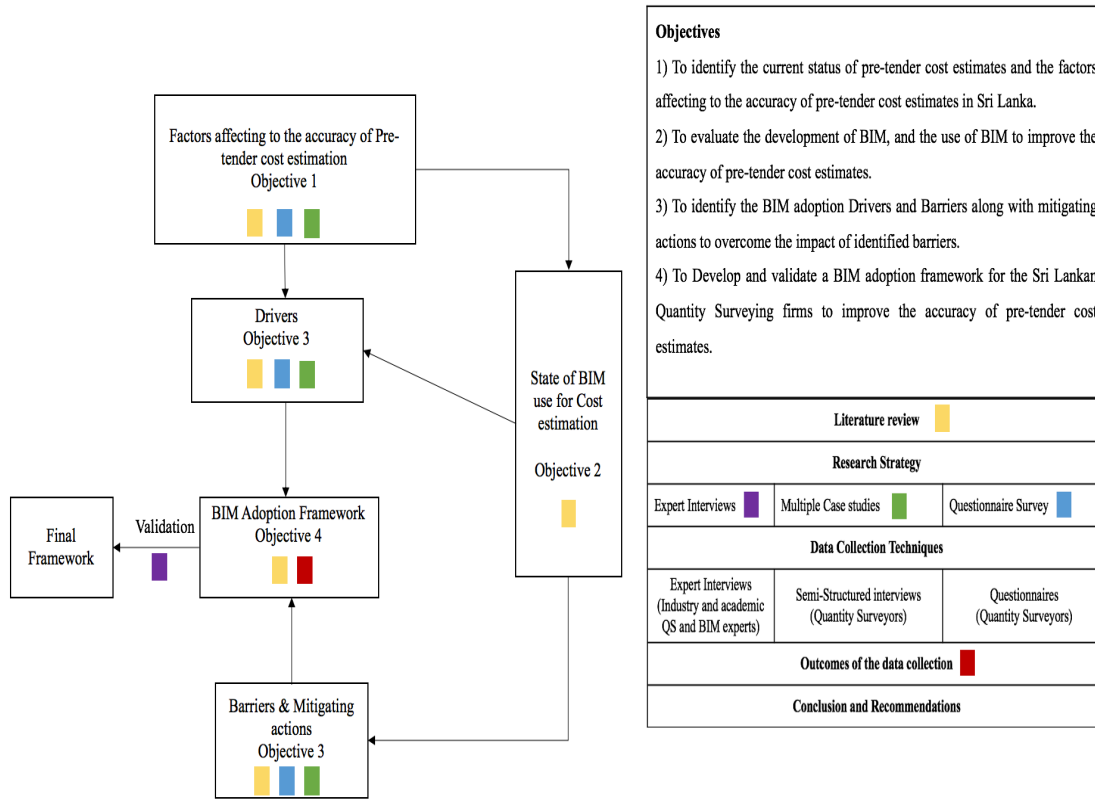 Factors affecting to the accuracy of Pre-
tender cost estimation
Objective 1
Drivers
Objective 3
State of BIM
use for Cost
estimation
Objective 2
Final
Framework
Validation
BIM Adoption Framework
Objective 4
Barriers & Mitigating
actions
Objective 3
Objectives
1) To identify the current status of pre-tender cost estimates and the factors
affecting to the accuracy of pre-tender cost estimates in Sri Lanka.
2) To evaluate the development of BIM, and the use of BIM to improve the
accuracy of pre-tender cost estimates.
3) To identify the BIM adoption Drivers and Barriers along with mitigating
actions to overcome the impact of identified barriers.
4) To Develop and validate a BIM adoption framework for the Sri Lankan
Quantity Surveying firms to improve the accuracy of pre-tender cost
estimates.
Literature review
Research Strategy
Expert Interviews
Multiple Case studies
Questionnaire Survey
Data Collection Techniques
Expert Interviews
(Industry and academic
QS and BIM experts)
Semi-Structured interviews
(Quantity Surveyors)
Questionnaires
(Quantity Surveyors)
Outcomes of the data collection
Conclusion and Recommendations